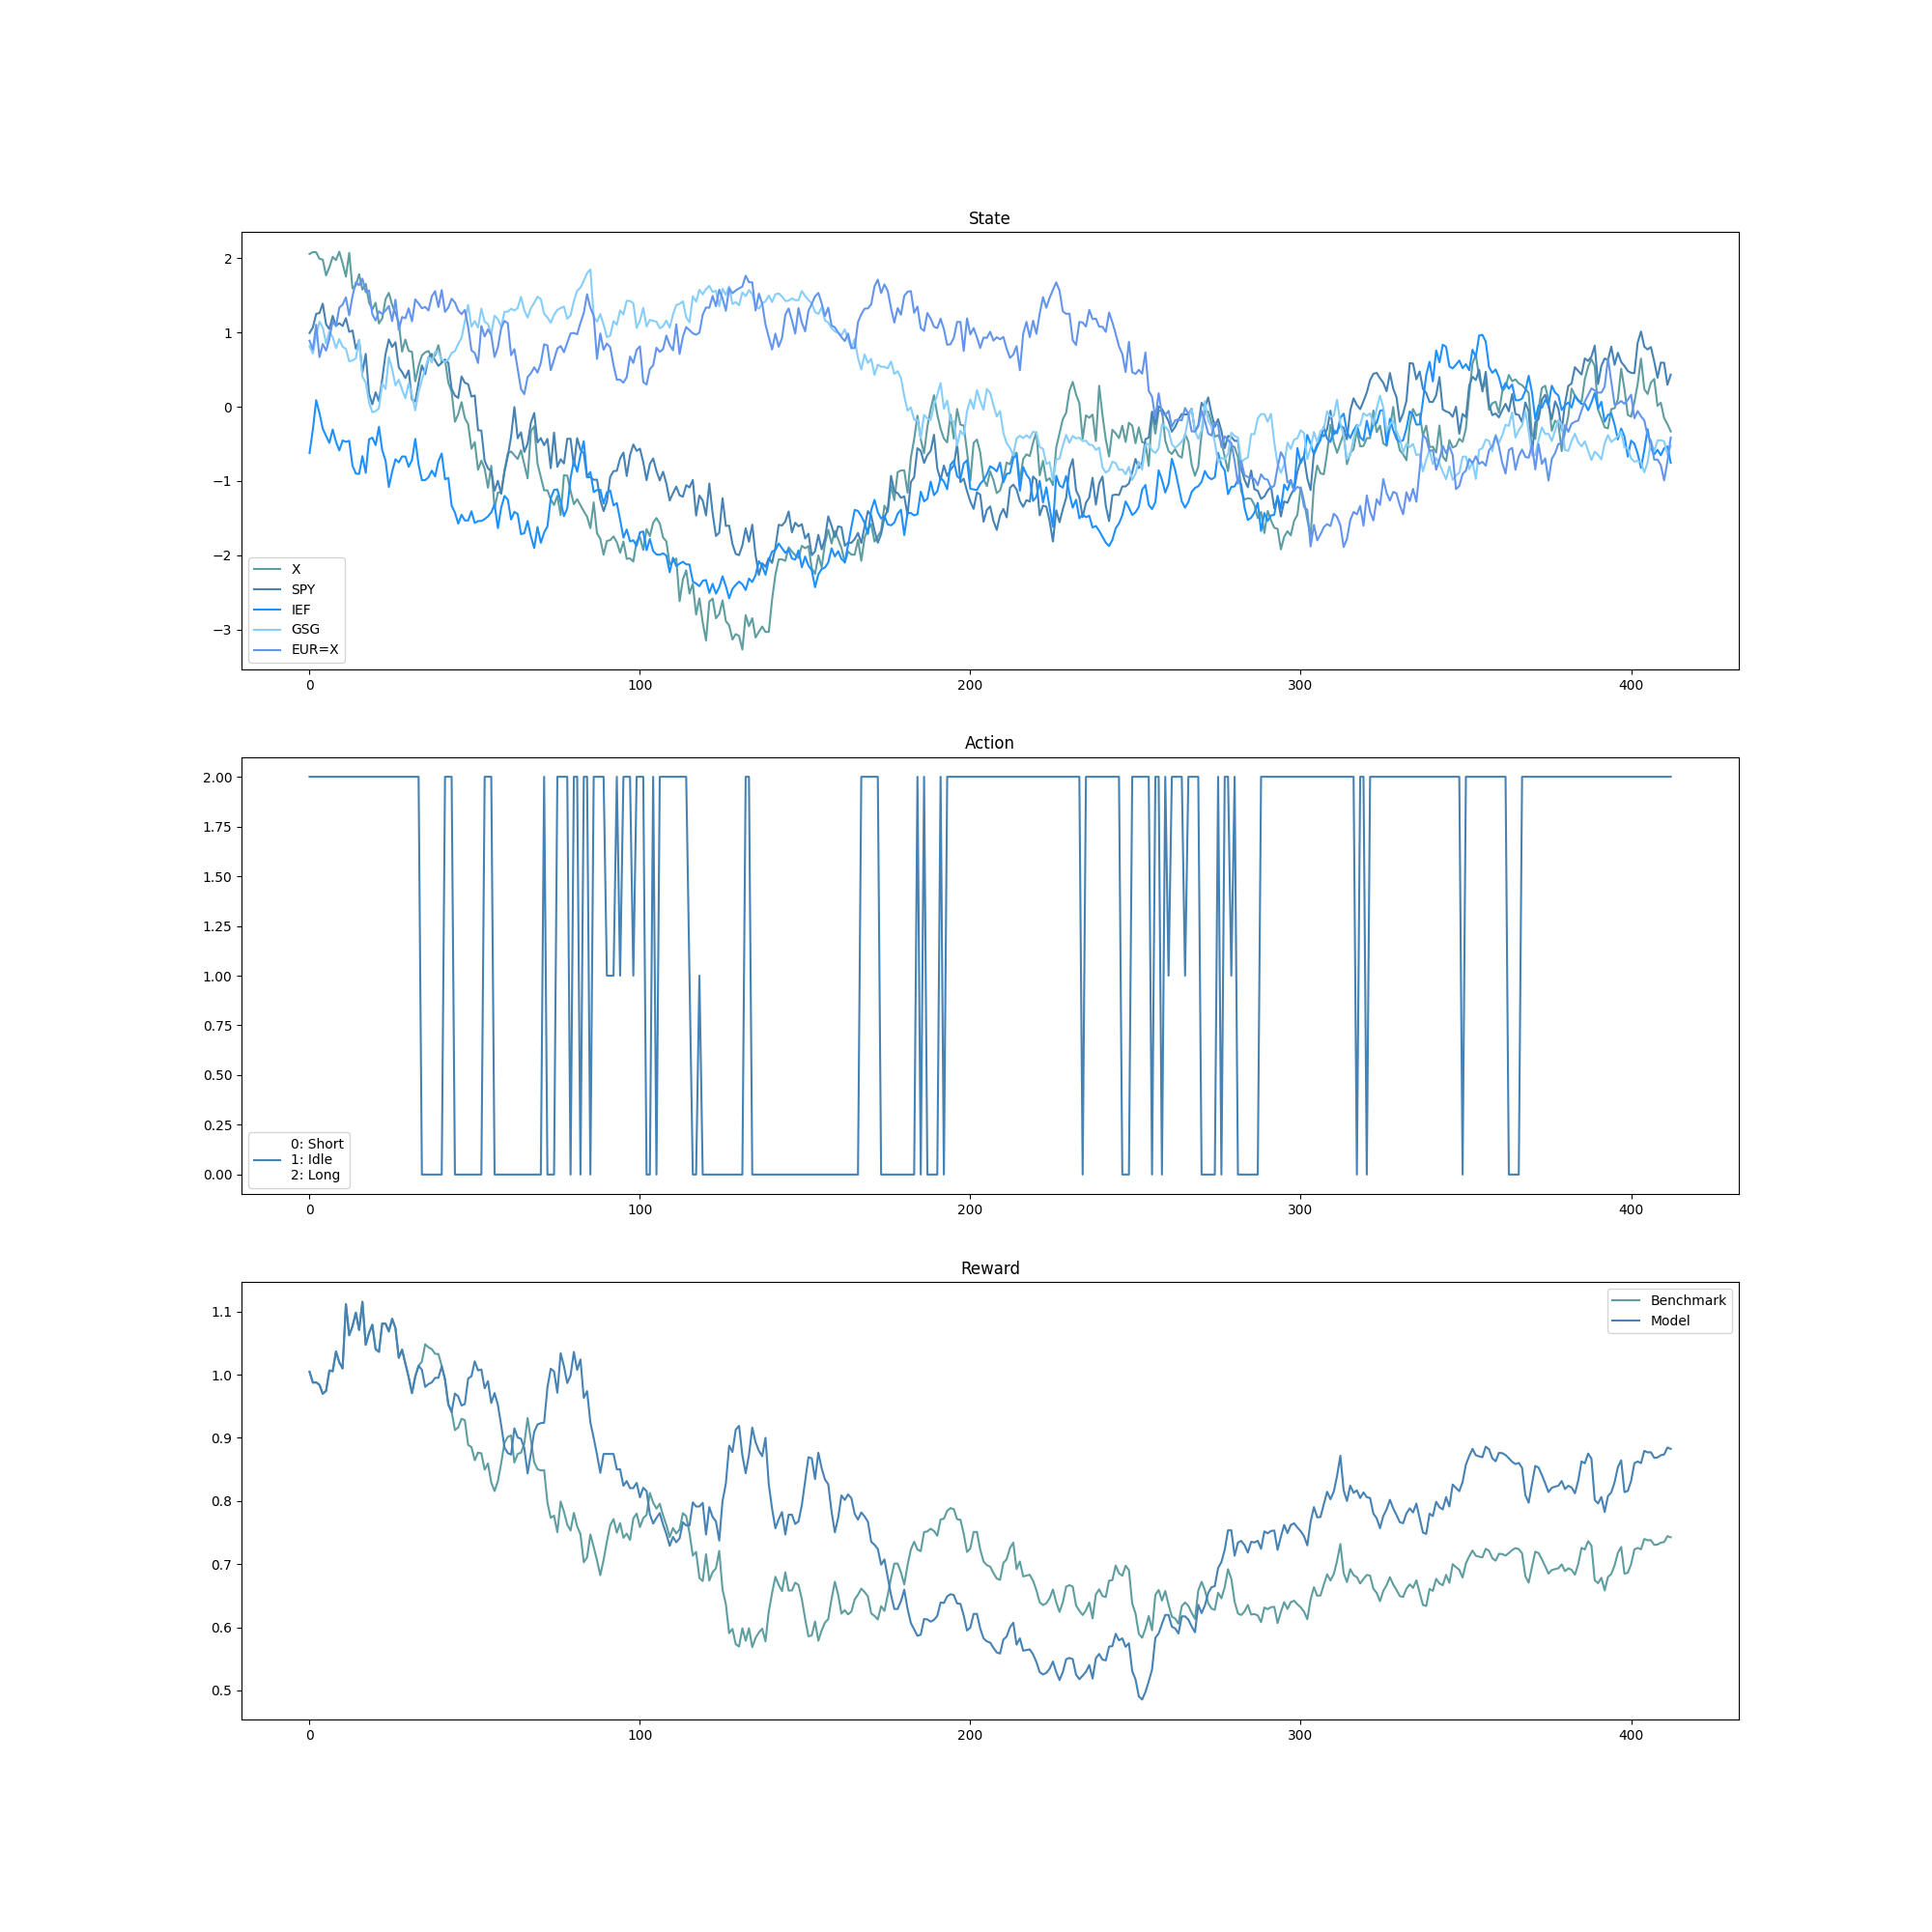 State
2
1
0
−1
−2
−3
X
SPY
IEF
GSG
EUR=X
0 100 200 300 400
Action
2.00
1.75
1.50
1.25
1.00
0.75
0.50
0.25
0.00
0: Short
1: Idle
2: Long
0 100 200 300 400
Reward
1.1
1.0
0.9
0.8
0.7
0.6
0.5
Benchmark
Model
0 100 200 300 400